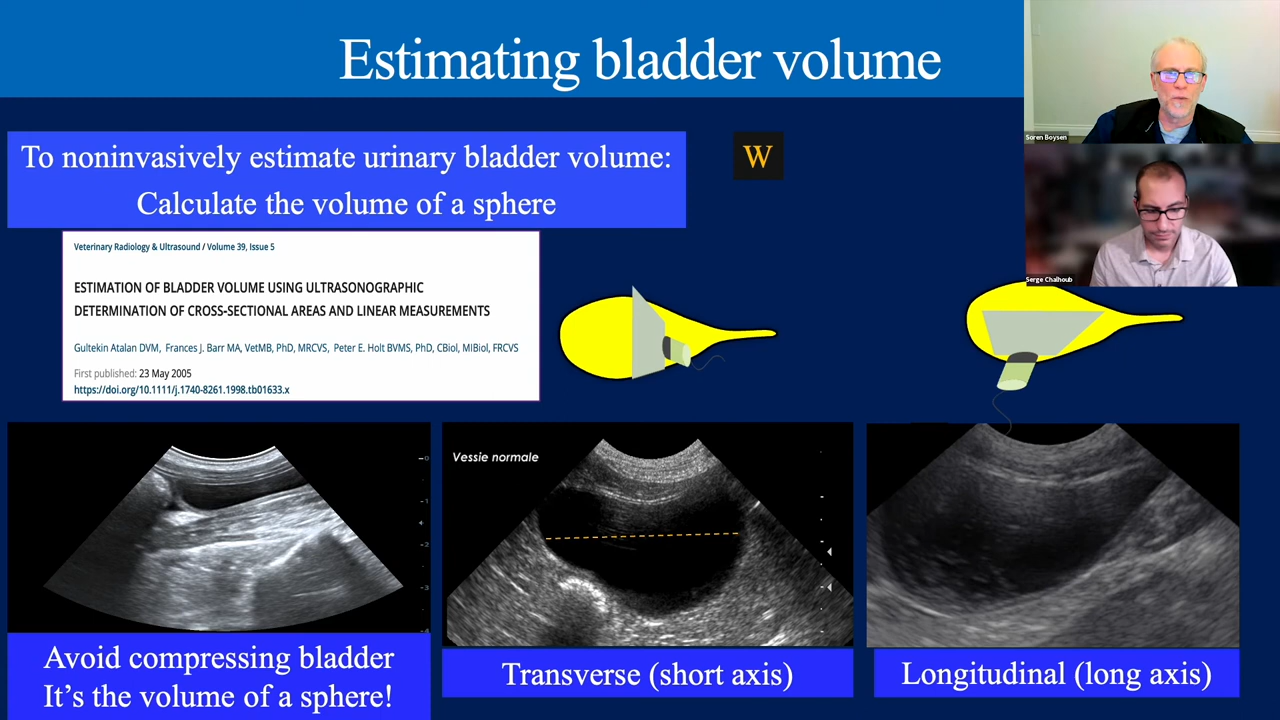 Estimating bladder volume
Soren Boysen
To noninvasively estimate urinary bladder volume:
Calculate the volume of a sphere
W
Veterinary Radiology & Ultrasound / Volume 39, Issue 5
ESTIMATION OF BLADDER VOLUME USING ULTRASONOGRAPHIC
DETERMINATION OF CROSS-SECTIONAL AREAS AND LINEAR MEASUREMENTS
Gultekin Atalan DVM, Frances J. Barr MA, VetMB, PhD, MRCVS, Peter E. Holt BVMS, PhD, CBiol, MIBiol, FRCVS
First published: 23 May 2005
https://doi.org/10.1111/j.1740-8261.1998.tb01633.x
Serge Chalhoub
0
1
2
3
Vessie normale
Avoid compressing bladder
It's the volume of a sphere!
Transverse (short axis)
Longitudinal (long axis)